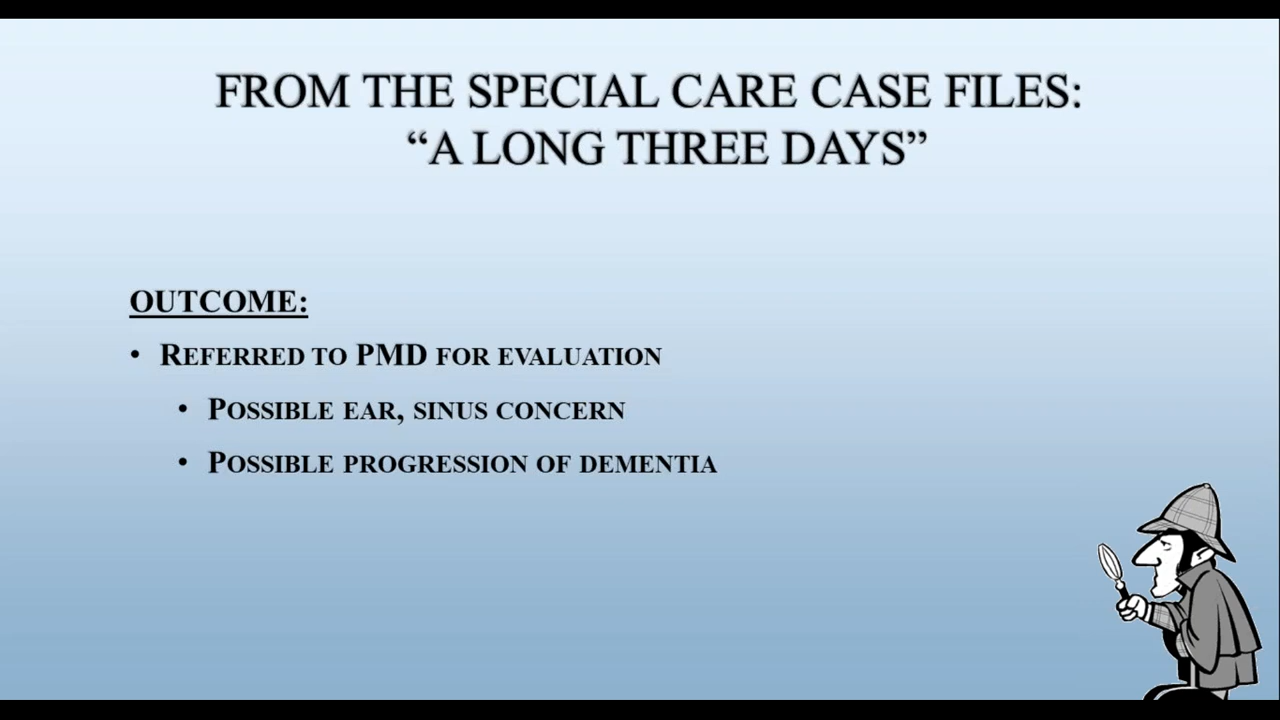 FROM THE SPECIAL CARE CASE FILES:
“A LONG THREE DAYS”
OUTCOME:
• REFERRED TO PMD FOR EVALUATION
• POSSIBLE EAR, SINUS CONCERN
• POSSIBLE PROGRESSION OF DEMENTIA